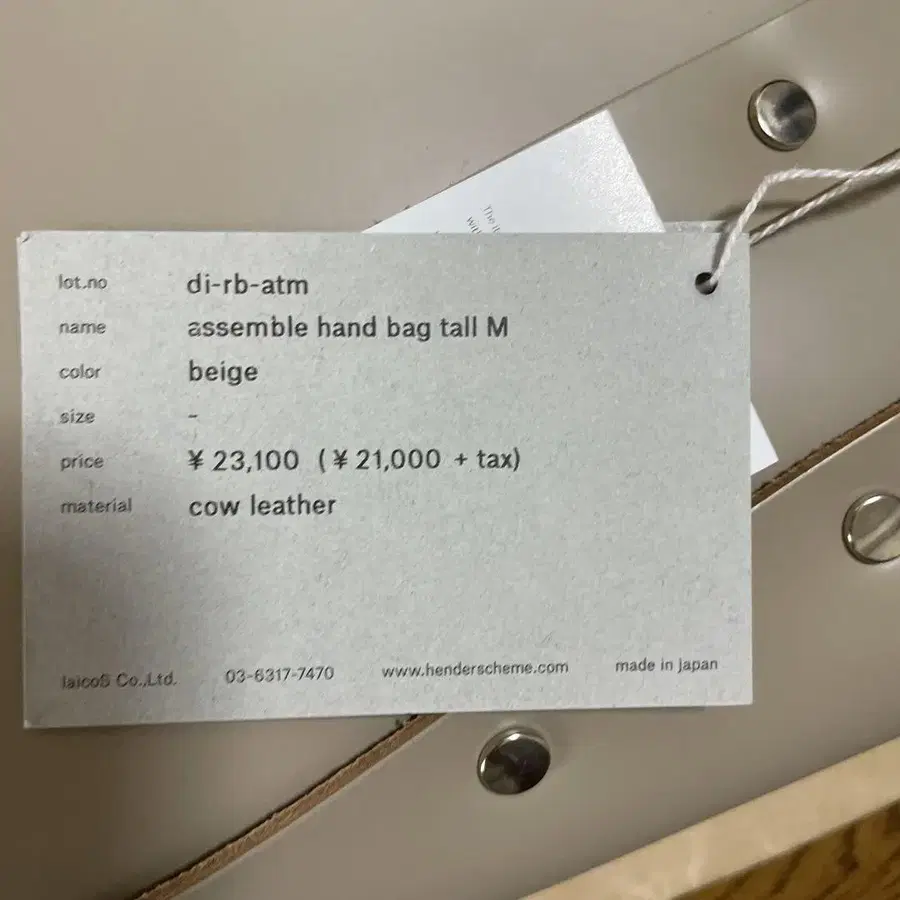 The
lot.no di-rb-atm
name assemble hand bag tall M
color beige
size -
price ¥ 23,100 (¥ 21,000 + tax)
material cow leather
laicoS Co.,Ltd. 03-6317-7470 www.henderscheme.com made in japan